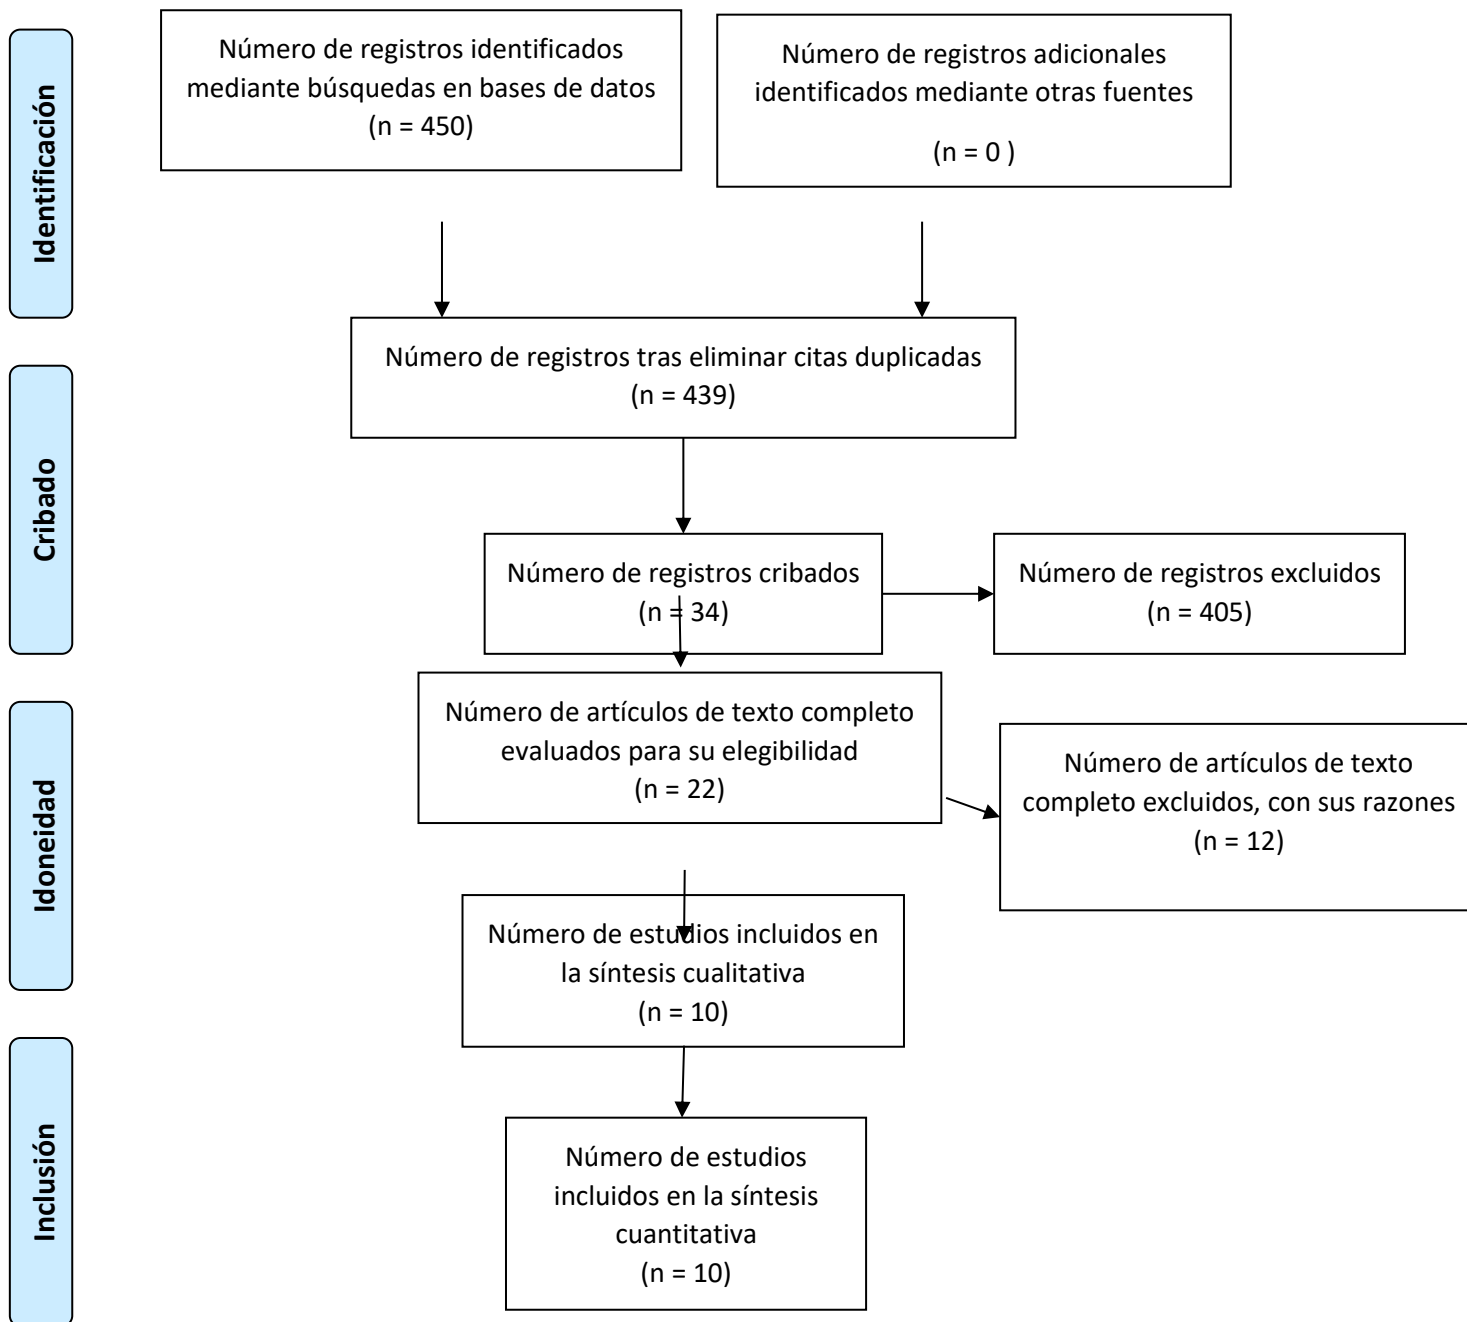 Identificación
Número de registros identificados
mediante búsquedas en bases de datos
(n = 450)
Número de registros adicionales
identificados mediante otras fuentes
(n = 0 )
Número de registros tras eliminar citas duplicadas
(n = 439)
Cribado
Número de registros cribados
(n = 34)
Número de registros excluidos
(n = 405)
Idoneidad
Número de artículos de texto completo
evaluados para su elegibilidad
(n = 22)
Número de artículos de texto
completo excluidos, con sus razones
(n = 12)
Número de estudios incluidos en
la síntesis cualitativa
(n = 10)
Inclusión
Número de estudios
incluidos en la síntesis
cuantitativa
(n = 10)